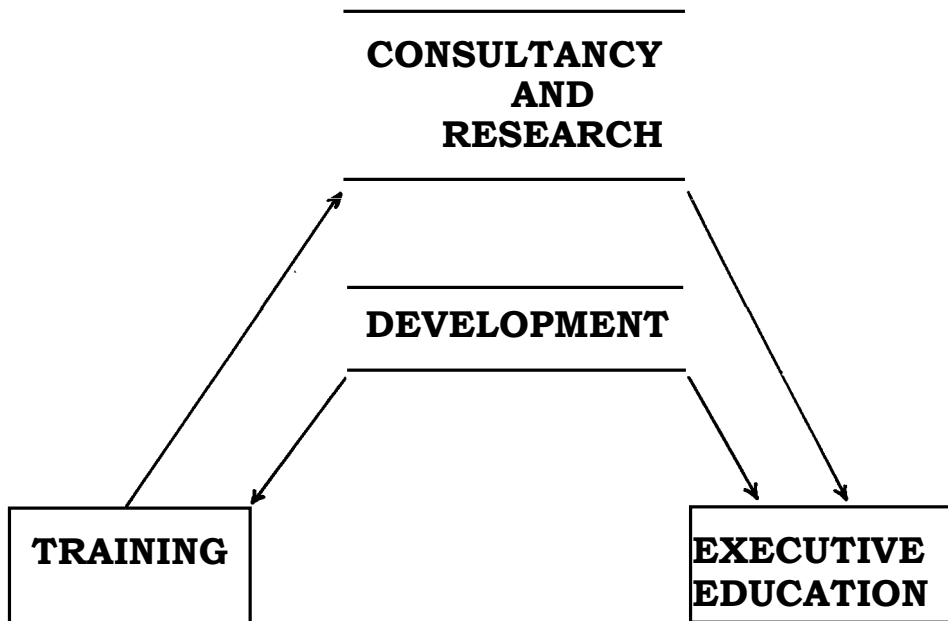 CONSULTANCY
AND
RESEARCH
DEVELOPMENT
TRAINING
EXECUTIVE
EDUCATION